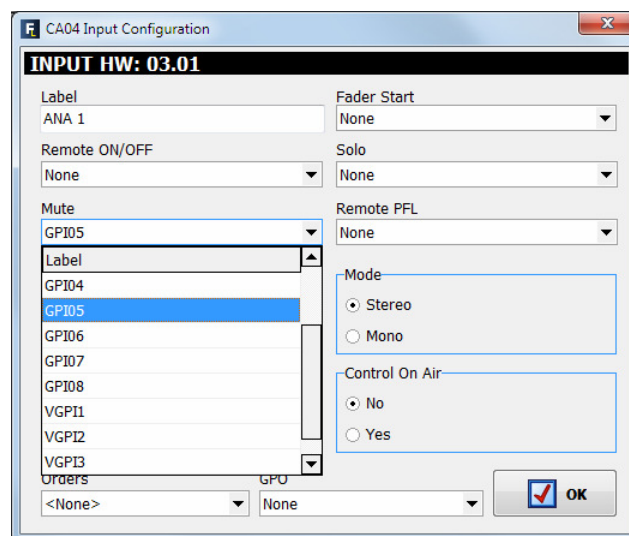 CA04 Input Configuration
INPUT HW: 03.01
Label
Fader Start
ANA 1
None
Remote ON/OFF
Solo
None
None
Mute
Remote PFL
GPI05
None
Label
GPI04
GPI05
GPI06
GPI07
GPI08
VGPI1
VGPI2
VGPI3
Mode
Stereo
Mono
Control On Air
No
Yes
Orders
GPO
<None>
None
OK